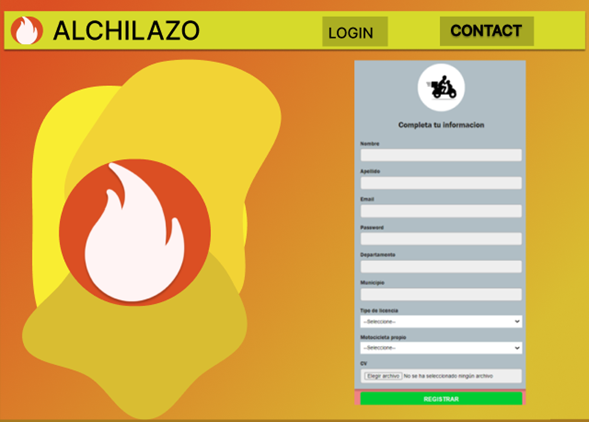 ALCHILAZO
LOGIN
CONTACT
Completa tu informacion
Nombre
Apellido
Email
Password
Departamento
Municipio
Tipo de licencia
--Seleccione--
Motocicleta propia
--Seleccione--
CV
Elegir archivo No se ha seleccionado ningún archivo
REGISTRAR